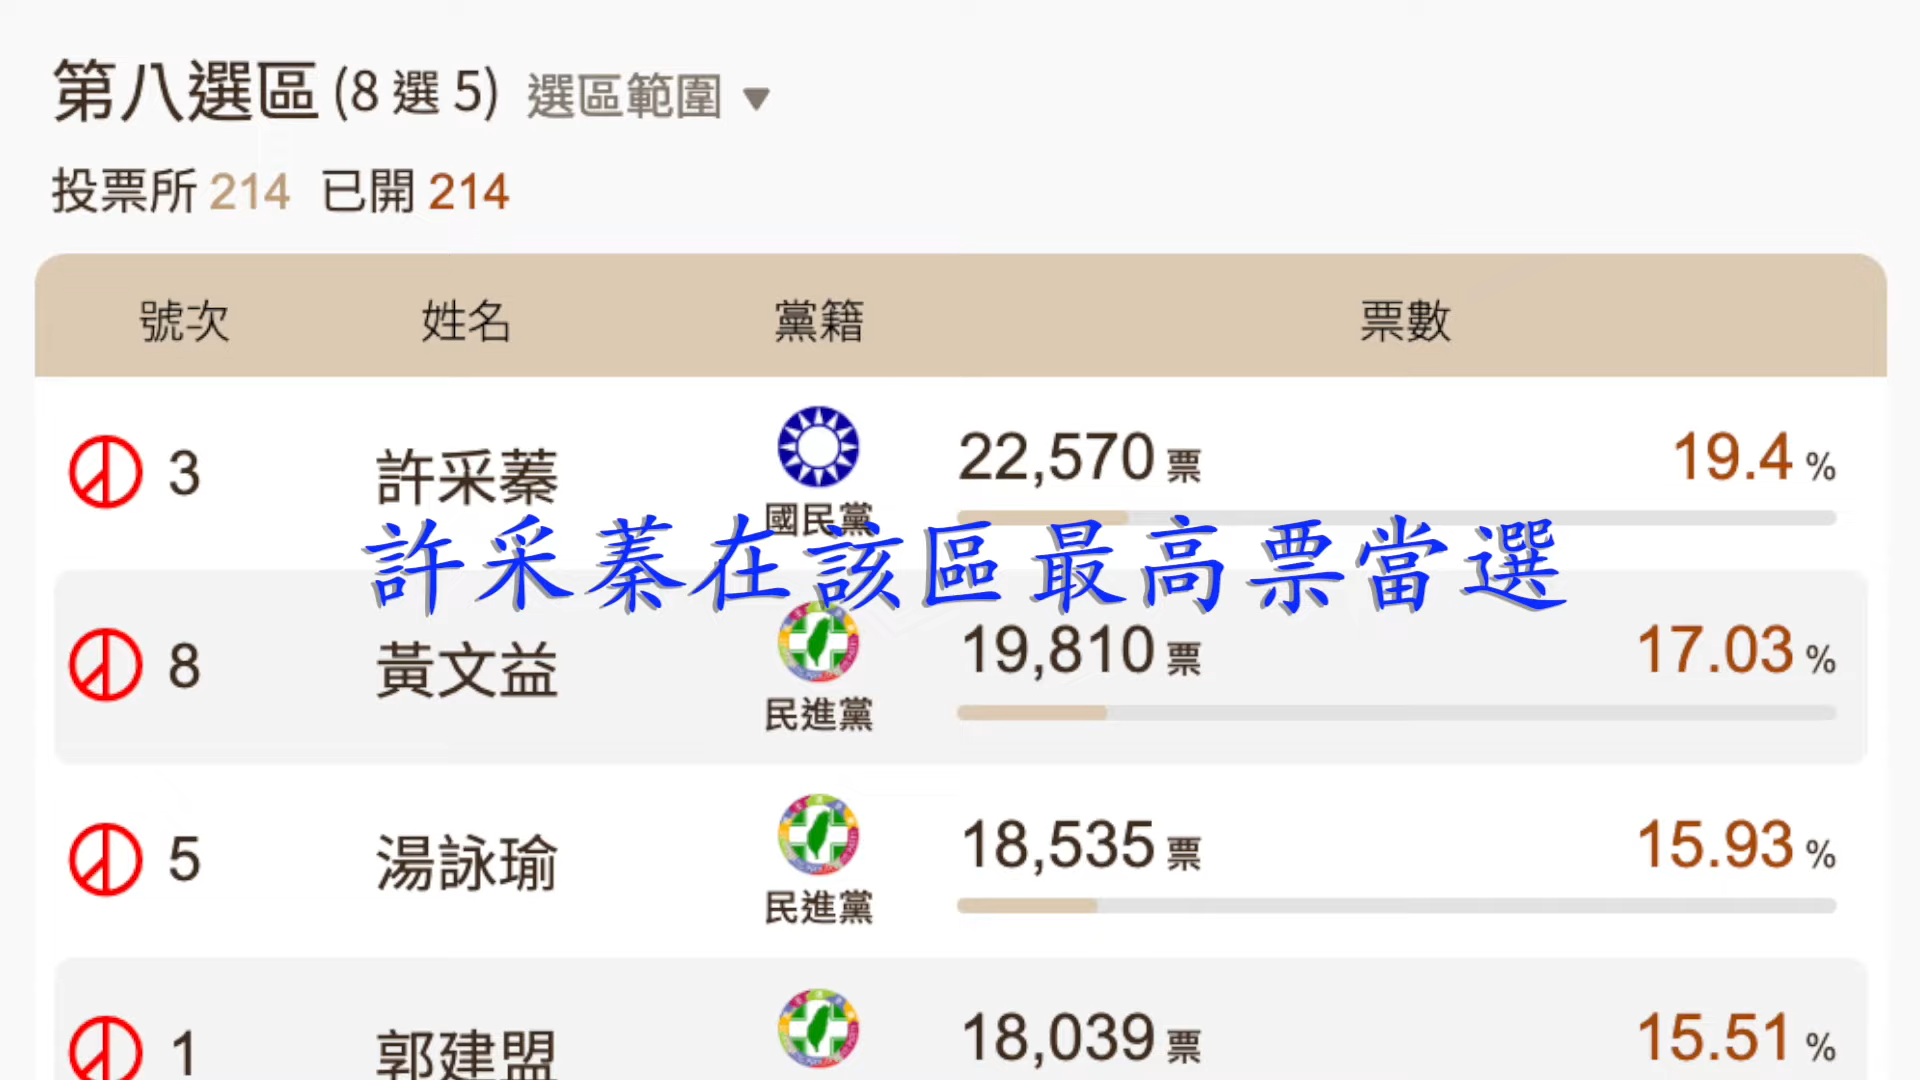 第八選區 (8 選 5) 選區範圍 ▼
投票所 214 已開 214
號次 姓名 黨籍 票數
3 許采蓁 國民黨 22,570 票 19.4 %
許采蓁在該區最高票當選
8 黃文益 民進黨 19,810 票 17.03 %
5 湯詠瑜 民進黨 18,535 票 15.93 %
1 郭建盟 18,039 票 15.51 %